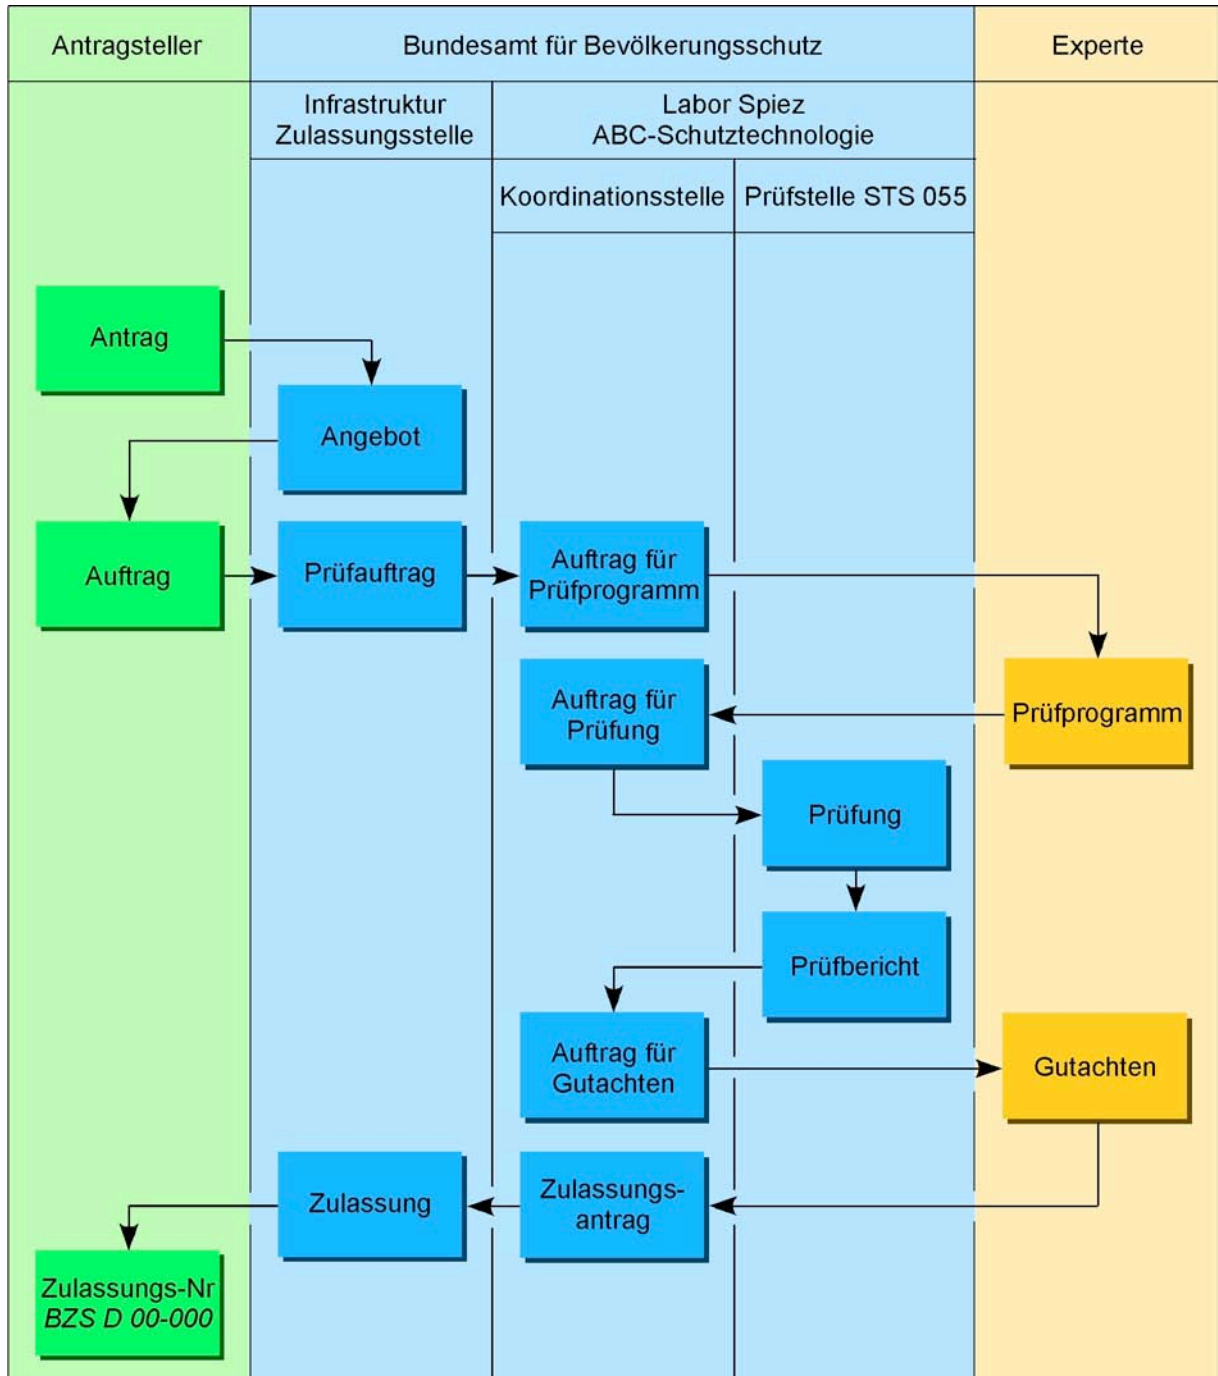 Antragsteller
Bundesamt für Bevölkerungsschutz
Experte
Infrastruktur
Zulassungsstelle
Labor Spiez
ABC-Schutztechnologie
Koordinationsstelle
Prüfstelle STS 055
Antrag
Angebot
Auftrag
Prüfauftrag
Auftrag für
Prüfprogramm
Prüfprogramm
Auftrag für
Prüfung
Prüfung
Prüfbericht
Auftrag für
Gutachten
Gutachten
Zulassungs-
antrag
Zulassung
Zulassungs-Nr
BZS D 00-000